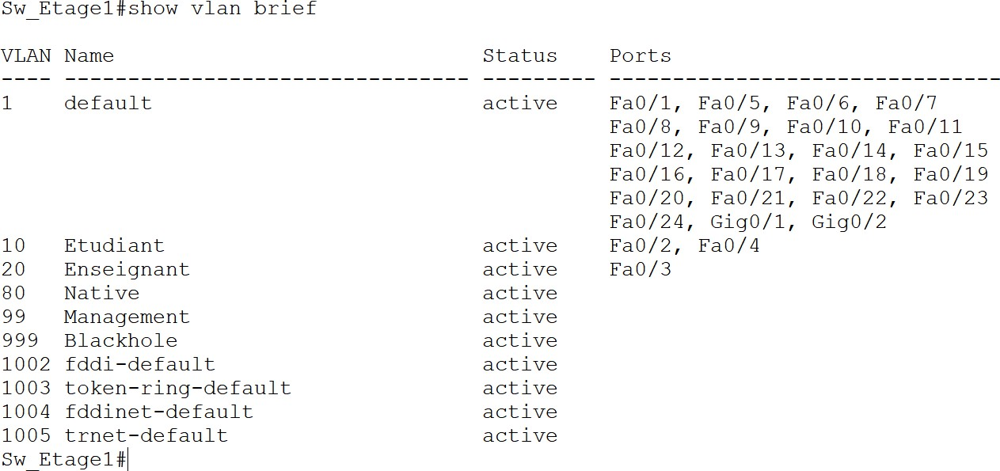 Sw_Etage1#show vlan brief
VLAN Name                             Status    Ports
---- -------------------------------- --------- -------------------------------
1    default                          active    Fa0/1, Fa0/5, Fa0/6, Fa0/7
                                                Fa0/8, Fa0/9, Fa0/10, Fa0/11
                                                Fa0/12, Fa0/13, Fa0/14, Fa0/15
                                                Fa0/16, Fa0/17, Fa0/18, Fa0/19
                                                Fa0/20, Fa0/21, Fa0/22, Fa0/23
                                                Fa0/24, Gig0/1, Gig0/2
10   Etudiant                         active    Fa0/2, Fa0/4
20   Enseignant                       active    Fa0/3
80   Native                           active
99   Management                       active
999  Blackhole                        active
1002 fddi-default                     active
1003 token-ring-default               active
1004 fddinet-default                  active
1005 trnet-default                    active
Sw_Etage1#